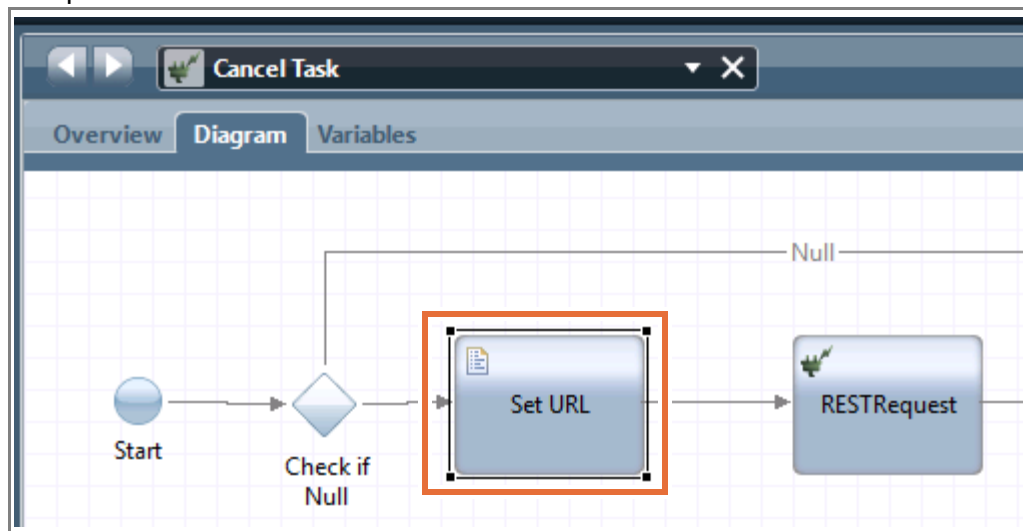 Cancel Task
Overview Diagram Variables
Null
Set URL
RESTRequest
Start
Check if
Null